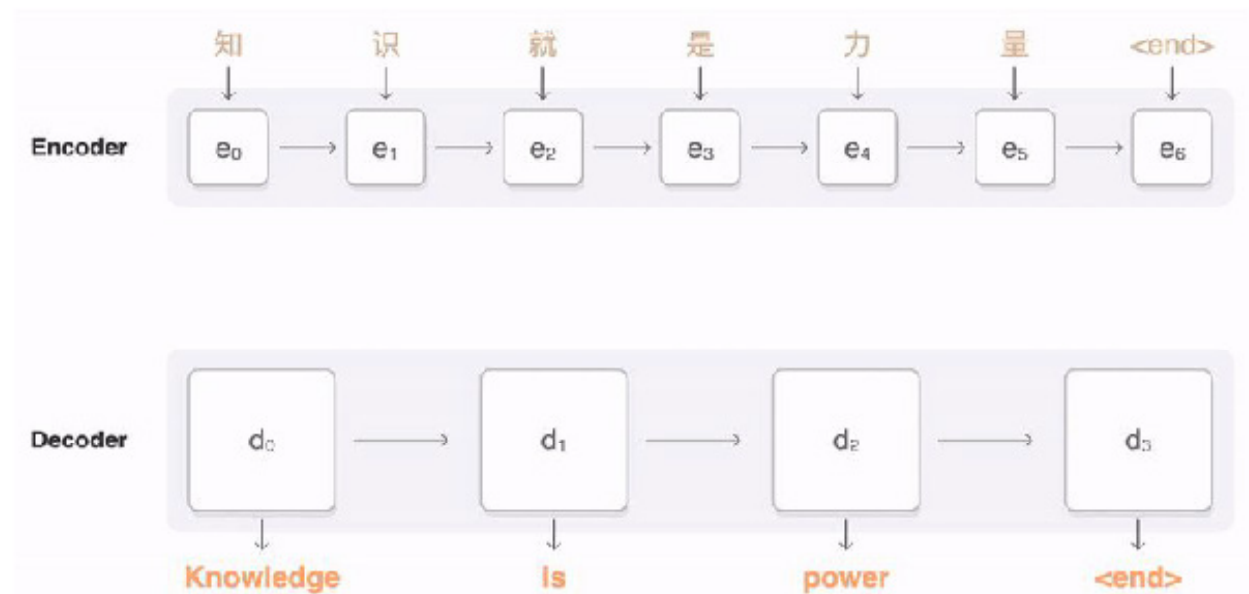 知 识 就 是 力 量 <end>
Encoder e₀ e₁ e₂ e₃ e₄ e₅ e₆
Decoder d₀ d₁ d₂ d₃
Knowledge is power <end>